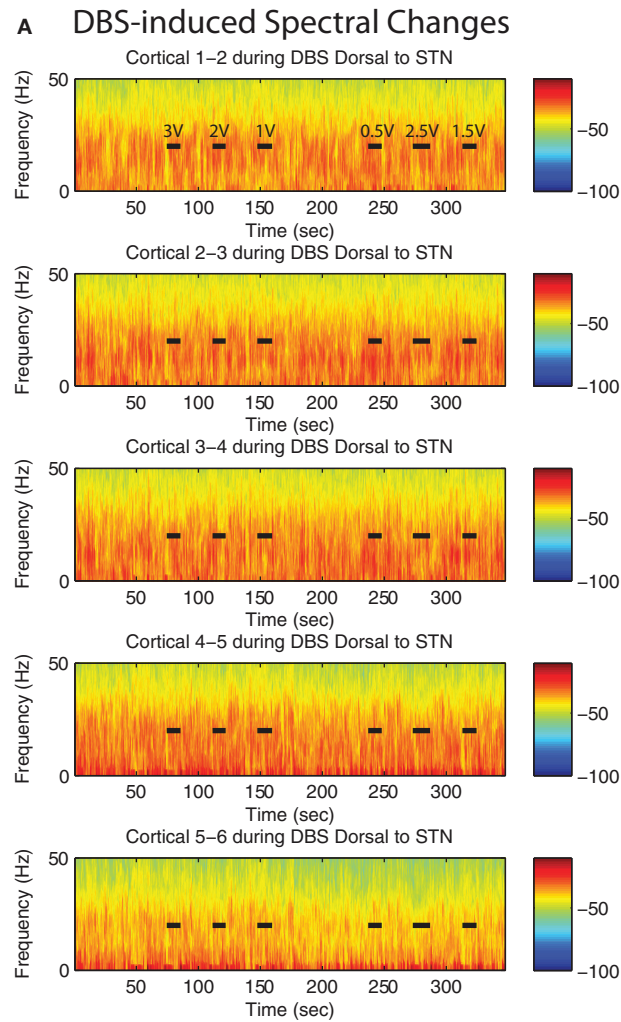 A DBS-induced Spectral Changes
Cortical 1–2 during DBS Dorsal to STN
Frequency (Hz)
50
0
3V 2V 1V 0.5V 2.5V 1.5V
50 100 150 200 250 300
Time (sec)
−50
−100
Cortical 2–3 during DBS Dorsal to STN
Frequency (Hz)
50
0
50 100 150 200 250 300
Time (sec)
−50
−100
Cortical 3–4 during DBS Dorsal to STN
Frequency (Hz)
50
0
50 100 150 200 250 300
Time (sec)
−50
−100
Cortical 4–5 during DBS Dorsal to STN
Frequency (Hz)
50
0
50 100 150 200 250 300
Time (sec)
−50
−100
Cortical 5–6 during DBS Dorsal to STN
Frequency (Hz)
50
0
50 100 150 200 250 300
Time (sec)
−50
−100